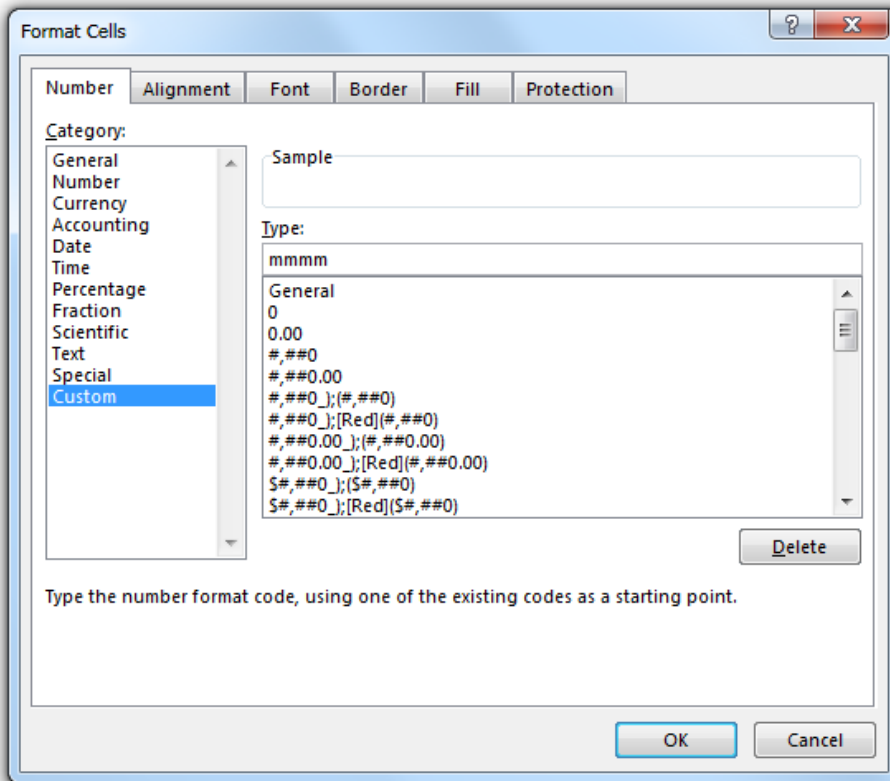 Format Cells
Number Alignment Font Border Fill Protection
Category:
General
Number
Currency
Accounting
Date
Time
Percentage
Fraction
Scientific
Text
Special
Custom
Sample
Type:
mmmm
General
0
0.00
#,##0
#,##0.00
#,##0_);(#,##0)
#,##0_);[Red](#,##0)
#,##0.00_);(#,##0.00)
#,##0.00_);[Red](#,##0.00)
$#,##0_);($#,##0)
$#,##0_);[Red]($#,##0)
Delete
Type the number format code, using one of the existing codes as a starting point.
OK Cancel